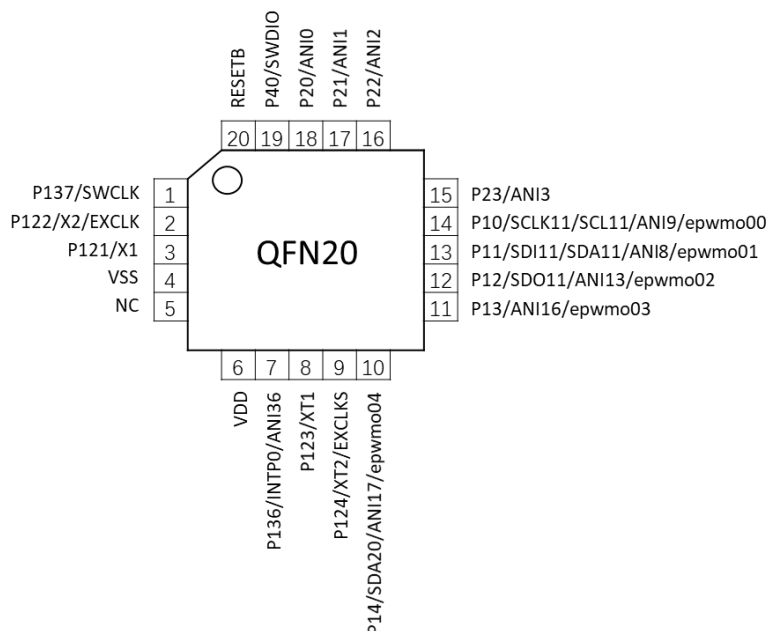 RESETB
P40/SWDIO
P20/ANI0
P21/ANI1
P22/ANI2
20 19 18 17 16
P137/SWCLK 1
P122/X2/EXCLK 2
P121/X1 3
VSS 4
NC 5
QFN20
15 P23/ANI3
14 P10/SCLK11/SCL11/ANI9/epwmo00
13 P11/SDI11/SDA11/ANI8/epwmo01
12 P12/SDO11/ANI13/epwmo02
11 P13/ANI16/epwmo03
6 7 8 9 10
VDD
P136/INTP0/ANI36
P123/XT1
P124/XT2/EXCLKS
P14/SDA20/ANI17/epwmo04